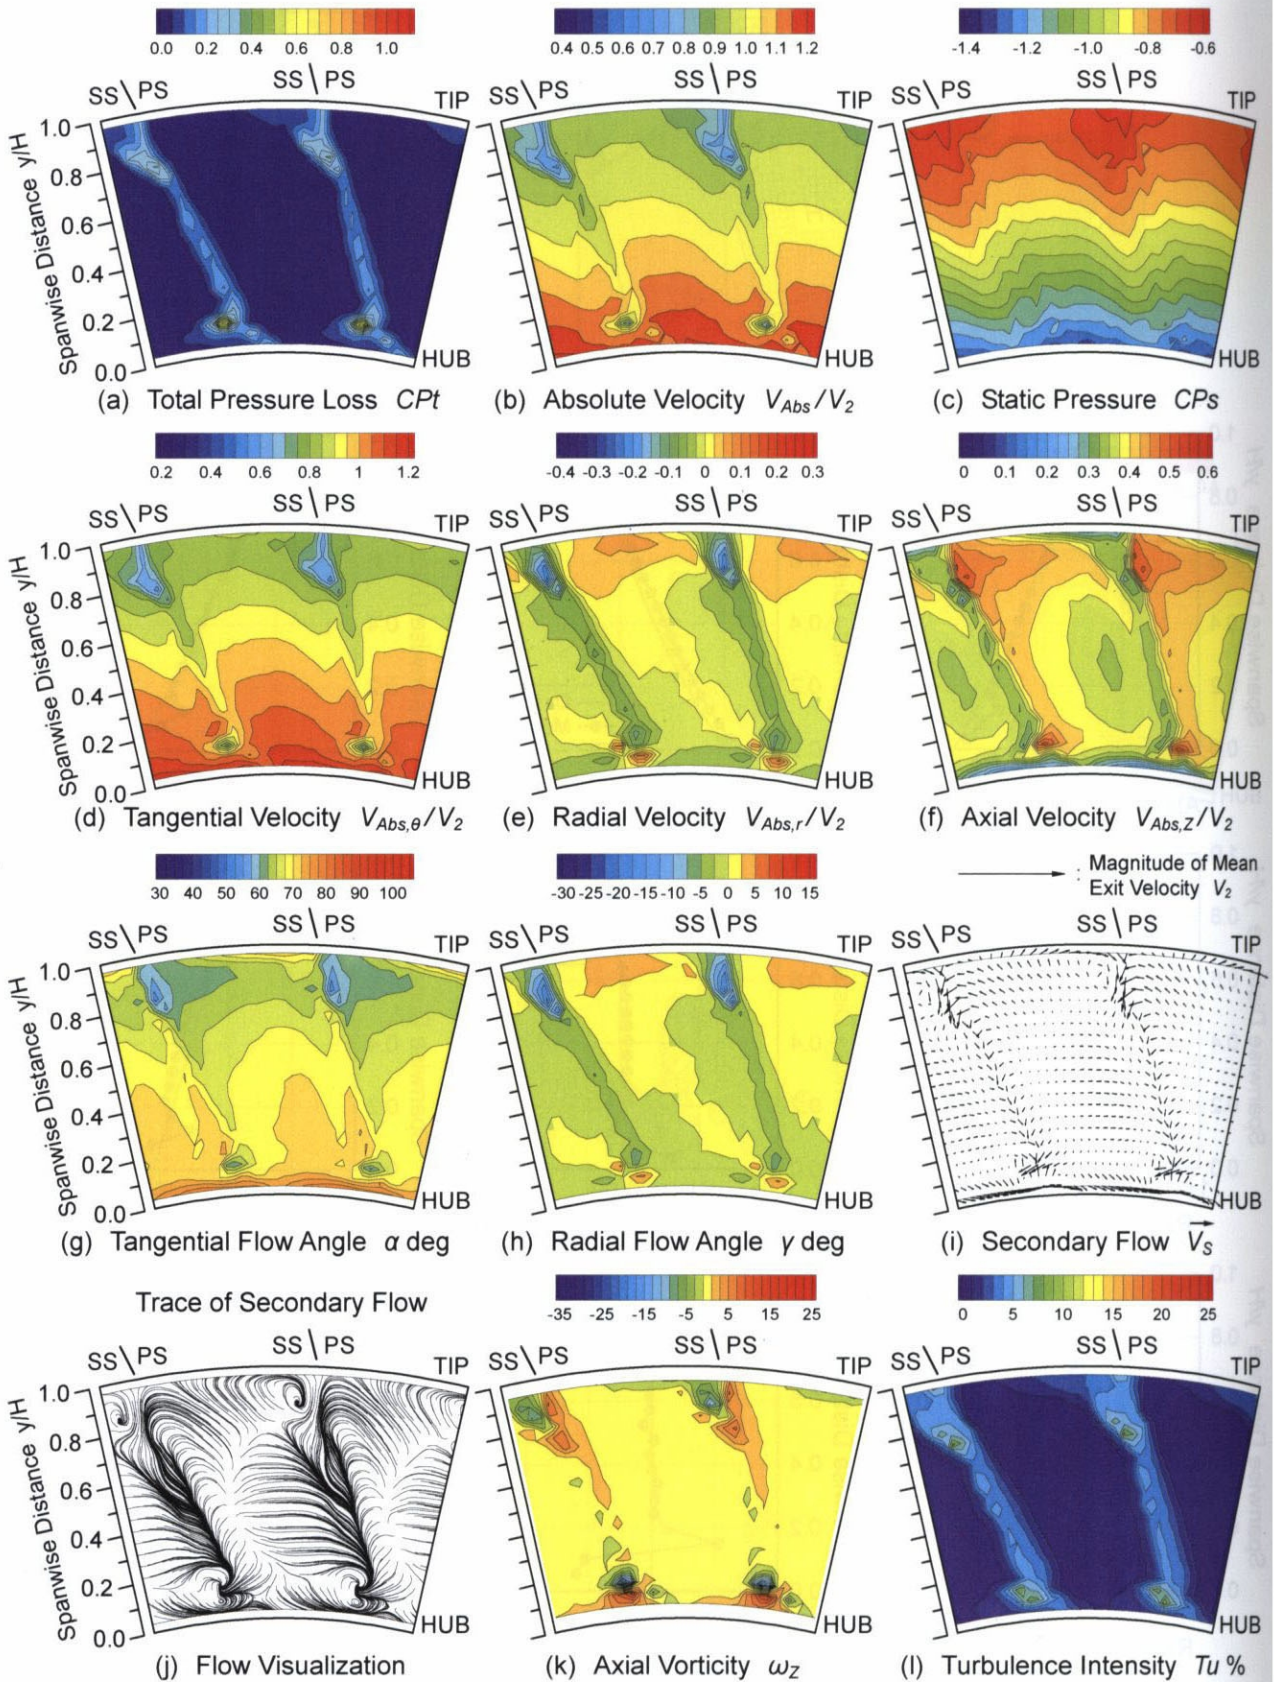 0.0 0.2 0.4 0.6 0.8 1.0
0.4 0.5 0.6 0.7 0.8 0.9 1.0 1.1 1.2
-1.4 -1.2 -1.0 -0.8 -0.6
SS \ PS SS \ PS TIP
SS \ PS SS \ PS TIP
SS \ PS SS \ PS TIP
Spanwise Distance y/H
1.0
0.8
0.6
0.4
0.2
0.0
HUB
HUB
HUB
(a) Total Pressure Loss CPt
(b) Absolute Velocity VAbs/V2
(c) Static Pressure CPs
0.2 0.4 0.6 0.8 1 1.2
-0.4 -0.3 -0.2 -0.1 0 0.1 0.2 0.3
0 0.1 0.2 0.3 0.4 0.5 0.6
SS \ PS SS \ PS TIP
SS \ PS SS \ PS TIP
SS \ PS SS \ PS TIP
Spanwise Distance y/H
1.0
0.8
0.6
0.4
0.2
0.0
HUB
HUB
HUB
(d) Tangential Velocity VAbs,θ/V2
(e) Radial Velocity VAbs,r/V2
(f) Axial Velocity VAbs,Z/V2
30 40 50 60 70 80 90 100
-30 -25 -20 -15 -10 -5 0 5 10 15
: Magnitude of Mean
Exit Velocity V2
SS \ PS SS \ PS TIP
SS \ PS SS \ PS TIP
SS \ PS SS \ PS TIP
Spanwise Distance y/H
1.0
0.8
0.6
0.4
0.2
0.0
HUB
HUB
HUB
(g) Tangential Flow Angle α deg
(h) Radial Flow Angle γ deg
(i) Secondary Flow VS
Trace of Secondary Flow
-35 -25 -15 -5 5 15 25
0 5 10 15 20 25
SS \ PS SS \ PS TIP
SS \ PS SS \ PS TIP
SS \ PS SS \ PS TIP
Spanwise Distance y/H
1.0
0.8
0.6
0.4
0.2
0.0
HUB
HUB
HUB
(j) Flow Visualization
(k) Axial Vorticity ωZ
(l) Turbulence Intensity Tu %